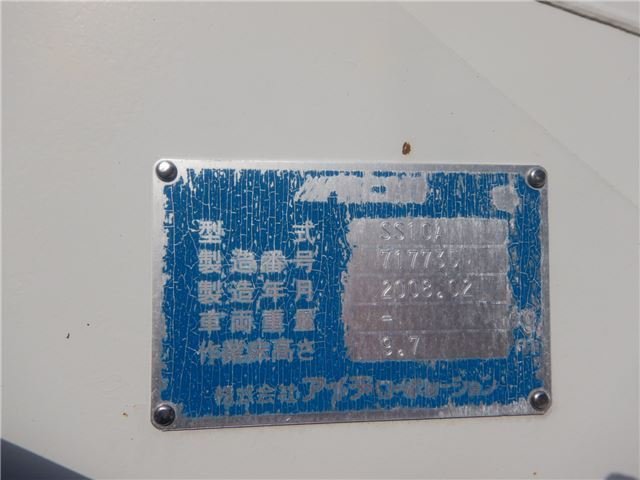 型式 SS10A
製造番号 717735
製造年月 2008.02
車両重量 - kg
作業床高さ 9.7 m
株式会社アイチコーポレーション